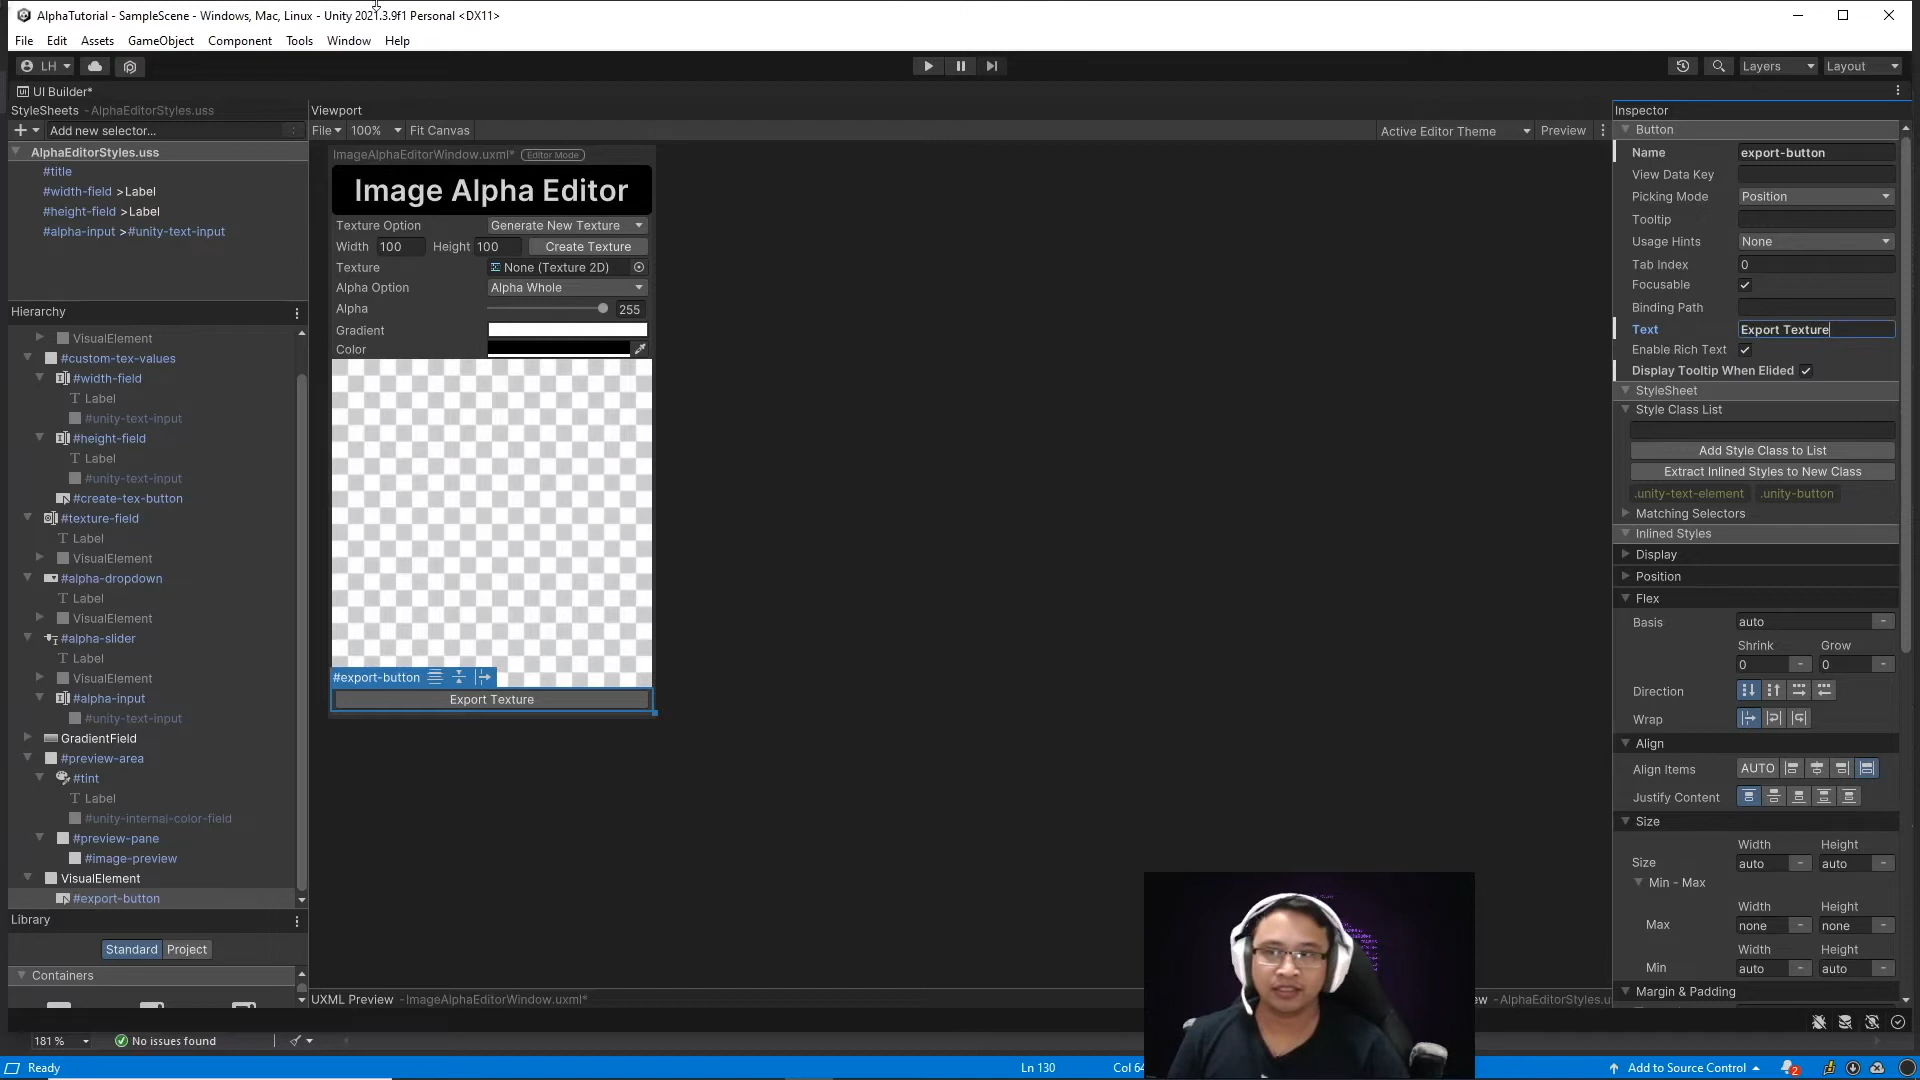 AlphaTutorial - SampleScene - Windows, Mac, Linux - Unity 2021.3.9f1 Personal <DX11>
File Edit Assets GameObject Component Tools Window Help
LH Layers Layout
UI Builder*
StyleSheets - AlphaEditorStyles.uss
Add new selector...
AlphaEditorStyles.uss
#title
#width-field >Label
#height-field >Label
#alpha-input >#unity-text-input
Hierarchy
VisualElement
#custom-tex-values
#width-field
Label
#unity-text-input
#height-field
Label
#unity-text-input
#create-tex-button
#texture-field
Label
VisualElement
#alpha-dropdown
Label
VisualElement
#alpha-slider
Label
VisualElement
#alpha-input
#unity-text-input
GradientField
#preview-area
#tint
Label
#unity-internal-color-field
#preview-pane
#image-preview
VisualElement
#export-button
Library
Standard Project
Containers
Viewport
File 100% Fit Canvas Active Editor Theme Preview
ImageAlphaEditorWindow.uxml* Editor Mode
Image Alpha Editor
Texture Option Generate New Texture
Width 100 Height 100 Create Texture
Texture None (Texture 2D)
Alpha Option Alpha Whole
Alpha 255
Gradient
Color
#export-button
Export Texture
UXML Preview - ImageAlphaEditorWindow.uxml*
- AlphaEditorStyles.u
Inspector
Button
Name export-button
View Data Key
Picking Mode Position
Tooltip
Usage Hints None
Tab Index 0
Focusable
Binding Path
Text Export Texture
Enable Rich Text
Display Tooltip When Elided
StyleSheet
Style Class List
Add Style Class to List
Extract Inlined Styles to New Class
.unity-text-element .unity-button
Matching Selectors
Inlined Styles
Display
Position
Flex
Basis auto
Shrink Grow
0 0
Direction
Wrap
Align
Align Items AUTO
Justify Content
Size
Width Height
Size auto auto
Min - Max
Width Height
Max none none
Width Height
Min auto auto
Margin & Padding
181 % No issues found
Ready Ln 130 Col 64 Add to Source Control 2